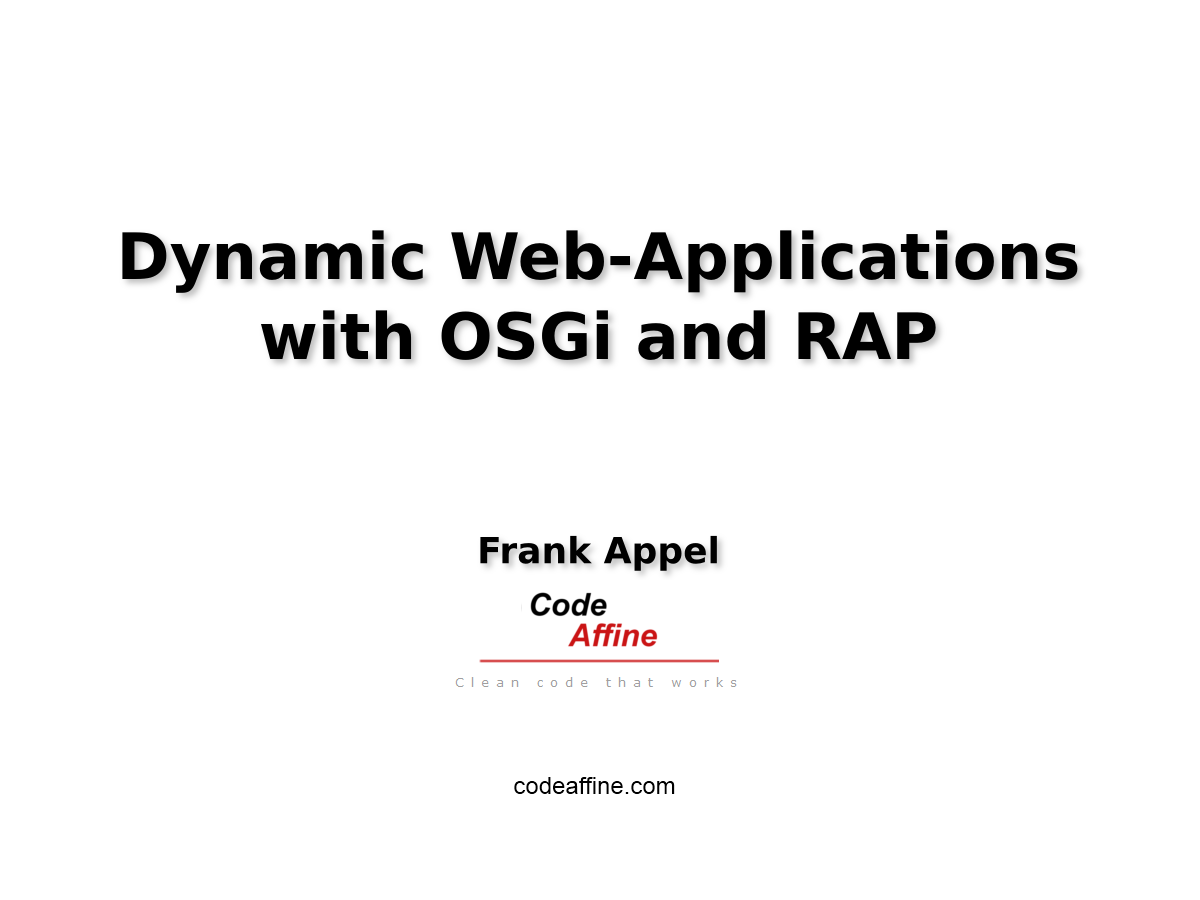 Dynamic Web-Applications
with OSGi and RAP
Frank Appel
Code
Affine
Clean code that works
codeaffine.com